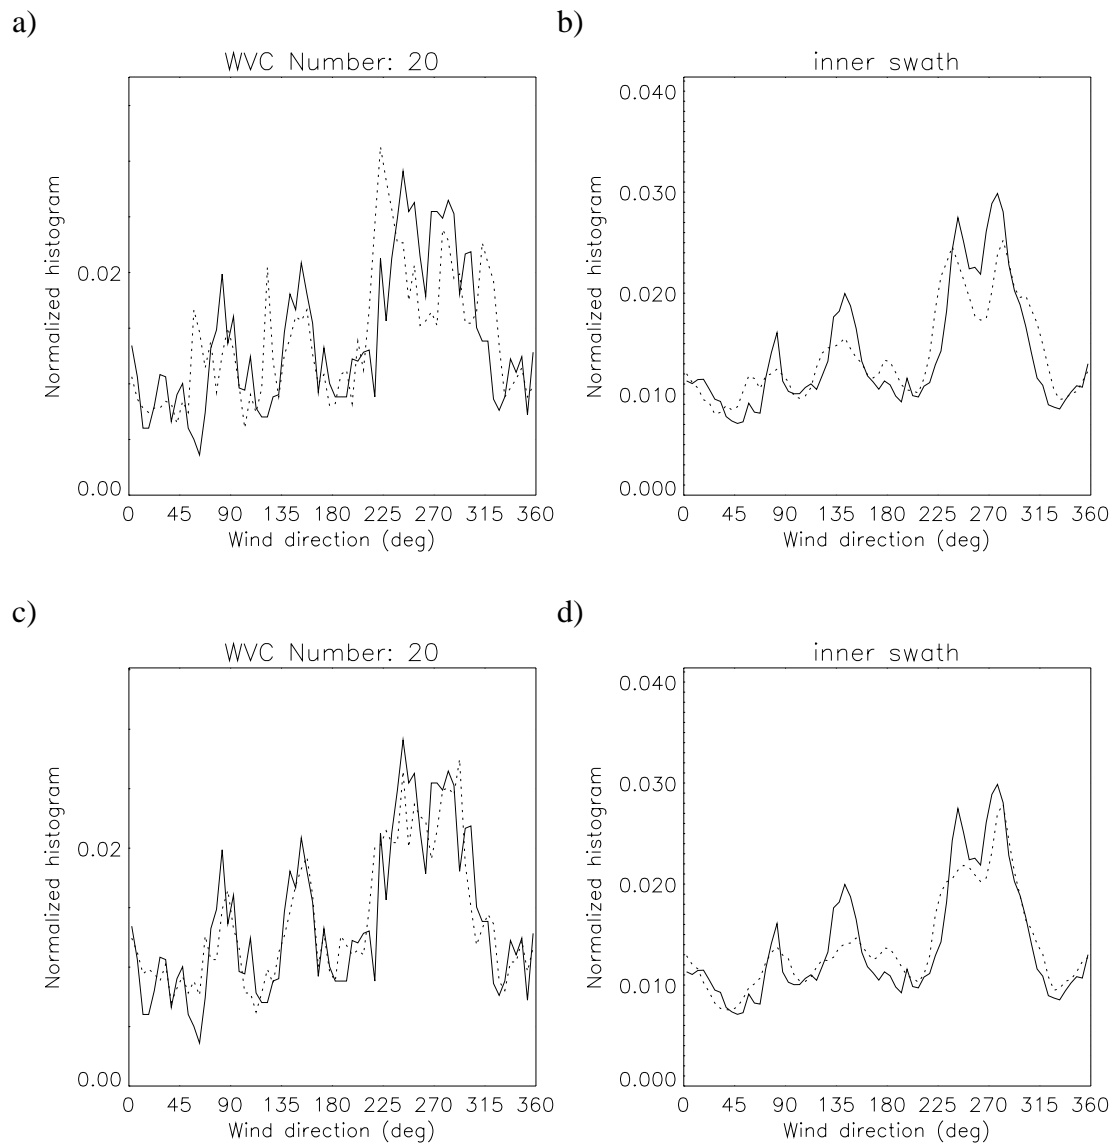 a)
WVC Number: 20
Normalized histogram
0.02
0.00
0 45 90 135 180 225 270 315 360
Wind direction (deg)
b)
inner swath
Normalized histogram
0.040
0.030
0.020
0.010
0.000
0 45 90 135 180 225 270 315 360
Wind direction (deg)
c)
WVC Number: 20
Normalized histogram
0.02
0.00
0 45 90 135 180 225 270 315 360
Wind direction (deg)
d)
inner swath
Normalized histogram
0.040
0.030
0.020
0.010
0.000
0 45 90 135 180 225 270 315 360
Wind direction (deg)